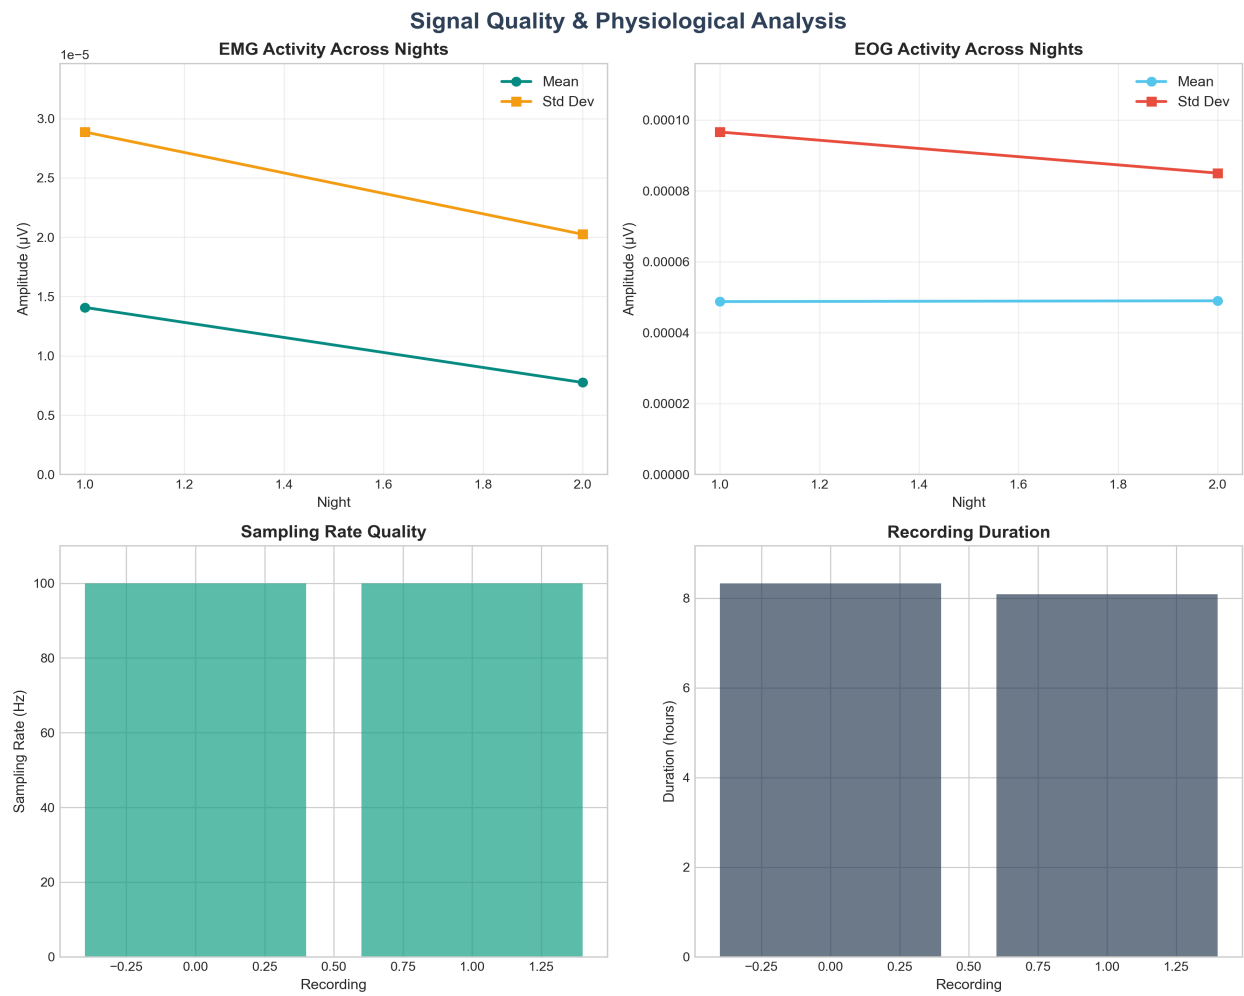 Signal Quality & Physiological Analysis
EMG Activity Across Nights
1e−5
Mean
Std Dev
3.0
2.5
2.0
1.5
1.0
0.5
0.0
Amplitude (μV)
1.0 1.2 1.4 1.6 1.8 2.0
Night
EOG Activity Across Nights
Mean
Std Dev
0.00010
0.00008
0.00006
0.00004
0.00002
0.00000
Amplitude (μV)
1.0 1.2 1.4 1.6 1.8 2.0
Night
Sampling Rate Quality
100
80
60
40
20
0
Sampling Rate (Hz)
−0.25 0.00 0.25 0.50 0.75 1.00 1.25
Recording
Recording Duration
8
6
4
2
0
Duration (hours)
−0.25 0.00 0.25 0.50 0.75 1.00 1.25
Recording